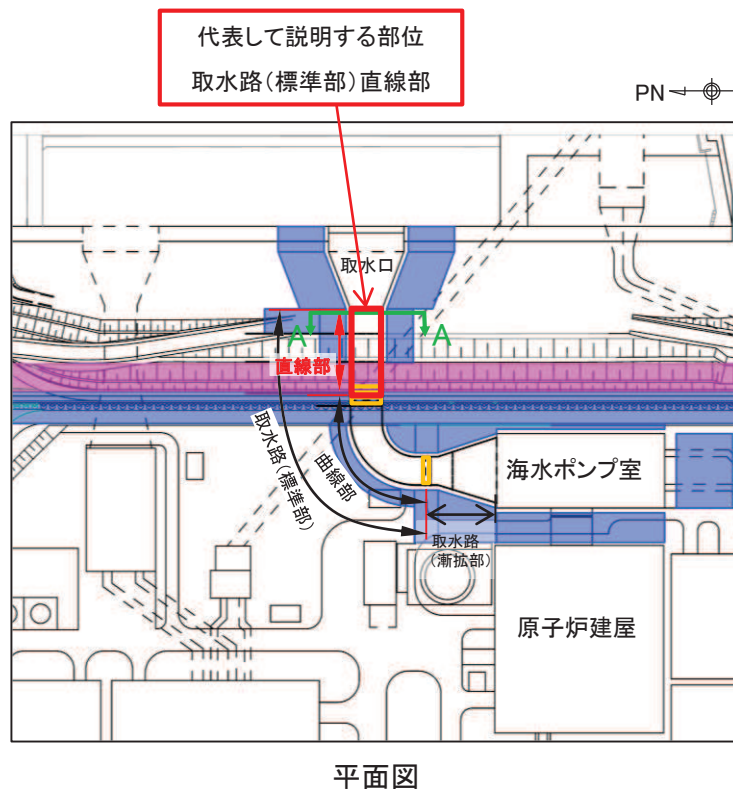 代表して説明する部位
取水路(標準部)直線部
PN
取水口
A
A
直線部
取水路(標準部)
曲線部
海水ポンプ室
取水路
(漸拡部)
原子炉建屋
平面図